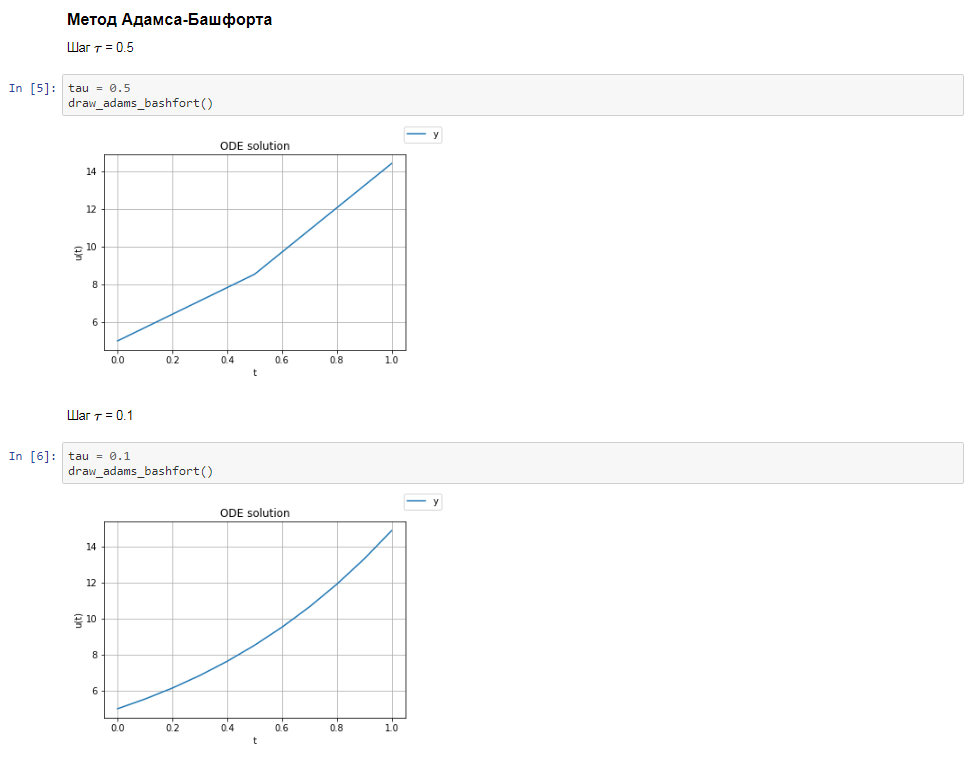 Метод Адамса-Башфорта
Шаг τ = 0.5
In [5]:
tau = 0.5
draw_adams_bashfort()
y
ODE solution
14
12
10
8
6
u(t)
0.0 0.2 0.4 0.6 0.8 1.0
t
Шаг τ = 0.1
In [6]:
tau = 0.1
draw_adams_bashfort()
y
ODE solution
14
12
10
8
6
u(t)
0.0 0.2 0.4 0.6 0.8 1.0
t